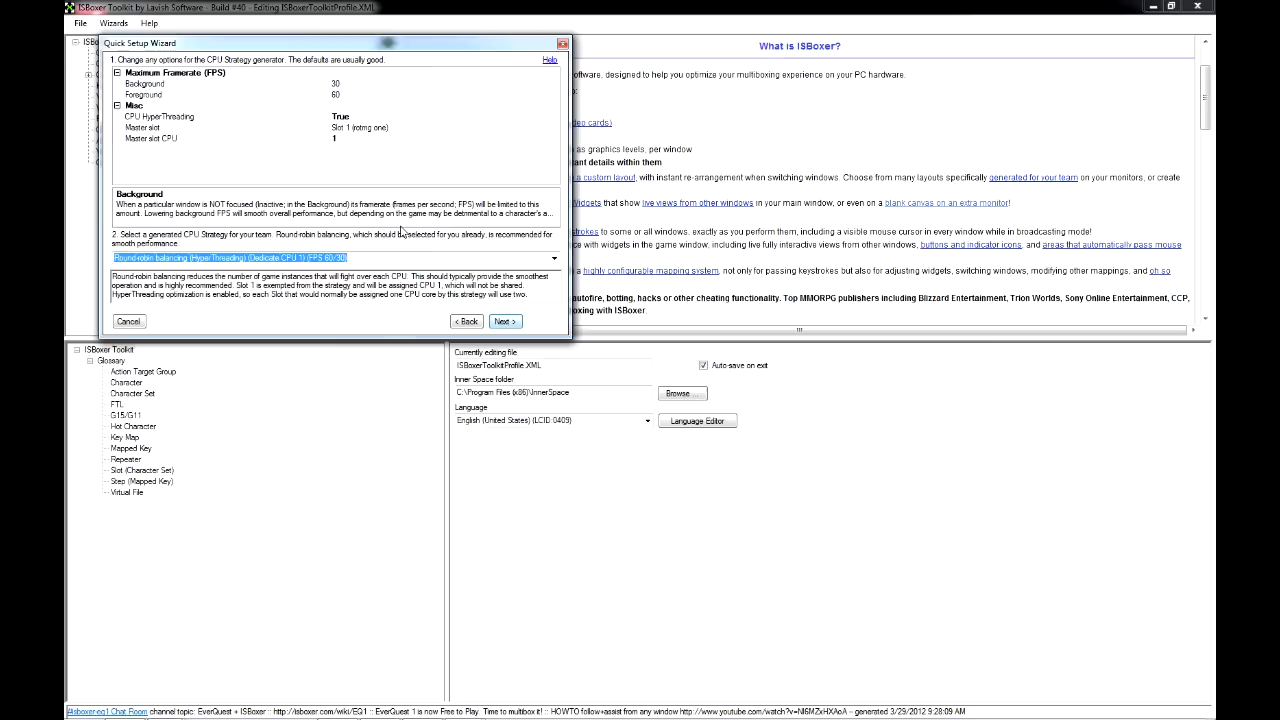 ISBoxer Toolkit by Lavish Software - Build #40 - Editing ISBoxerToolkitProfile.XML
File Wizards Help
ISB
Quick Setup Wizard
1. Change any options for the CPU Strategy generator. The defaults are usually good.
Help
Maximum Framerate (FPS)
Background 30
Foreground 60
Misc
CPU HyperThreading True
Master slot Slot 1 (rotmg one)
Master slot CPU 1
Background
When a particular window is NOT focused (Inactive; in the Background) its framerate (frames per second; FPS) will be limited to this
amount. Lowering background FPS will smooth overall performance, but depending on the game may be detrimental to a character's a...
2. Select a generated CPU Strategy for your team. Round-robin balancing, which should be selected for you already, is recommended for
smooth performance.
Round-robin balancing (HyperThreading) (Dedicate CPU 1) (FPS 60/30)
Round-robin balancing reduces the number of game instances that will fight over each CPU. This should typically provide the smoothest
operation and is highly recommended. Slot 1 is exempted from the strategy and will be assigned CPU 1, which will not be shared.
HyperThreading optimization is enabled, so each Slot that would normally be assigned one CPU core by this strategy will use two.
Cancel
< Back
Next >
What is ISBoxer?
oftware, designed to help you optimize your multiboxing experience on your PC hardware.
o:
deo cards)
as graphics levels, per window
tant details within them
a custom layout, with instant re-arrangement when switching windows. Choose from many layouts specifically generated for your team on your monitors, or create
Widgets that show live views from other windows in your main window, or even on a blank canvas on an extra monitor!
strokes to some or all windows, exactly as you perform them, including a visible mouse cursor in every window while in broadcasting mode!
ce with widgets in the game window, including live fully interactive views from other windows, buttons and indicator icons, and areas that automatically pass mouse
a highly configurable mapping system, not only for passing keystrokes but also for adjusting widgets, switching windows, modifying other mappings, and oh so
autofire, botting, hacks or other cheating functionality. Top MMORPG publishers including Blizzard Entertainment, Trion Worlds, Sony Online Entertainment, CCP,
oxing with ISBoxer.
ISBoxer Toolkit
Glossary
Action Target Group
Character
Character Set
FTL
G15/G11
Hot Character
Key Map
Mapped Key
Repeater
Slot (Character Set)
Step (Mapped Key)
Virtual File
Currently editing file
ISBoxerToolkitProfile.XML
Auto-save on exit
Inner Space folder
C:\Program Files (x86)\InnerSpace
Browse ...
Language
English (United States) (LCID 0409)
Language Editor
#isboxer-eq1 Chat Room channel topic: EverQuest + ISBoxer :: http://isboxer.com/wiki/EQ1 :: EverQuest 1 is now Free to Play. Time to multibox it! :: HOWTO follow+assist from any window http://www.youtube.com/watch?v=Nl6MZxHXAoA -- generated 3/29/2012 9:28:09 AM